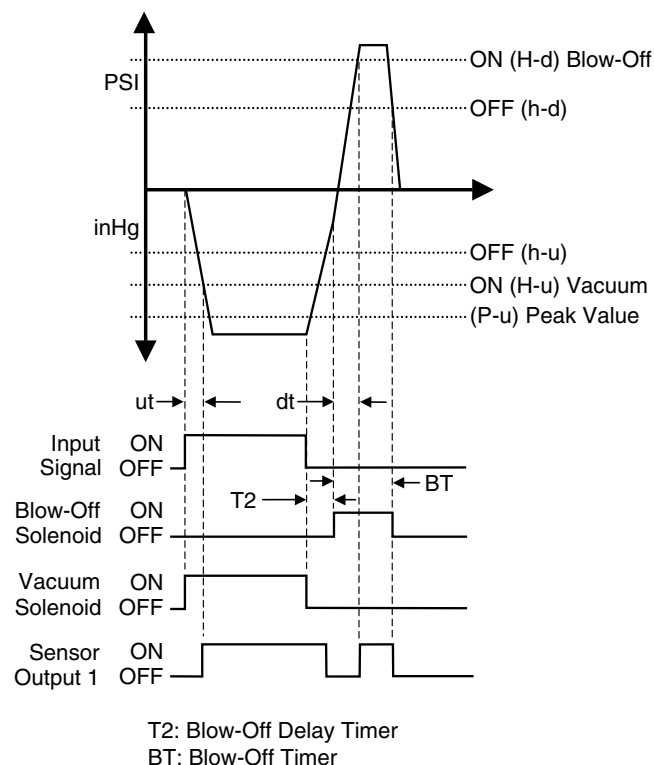 PSI
ON (H-d) Blow-Off
OFF (h-d)
inHg
OFF (h-u)
ON (H-u) Vacuum
(P-u) Peak Value
ut
dt
Input Signal
ON
OFF
BT
T2
Blow-Off Solenoid
ON
OFF
Vacuum Solenoid
ON
OFF
Sensor Output 1
ON
OFF
T2: Blow-Off Delay Timer
BT: Blow-Off Timer